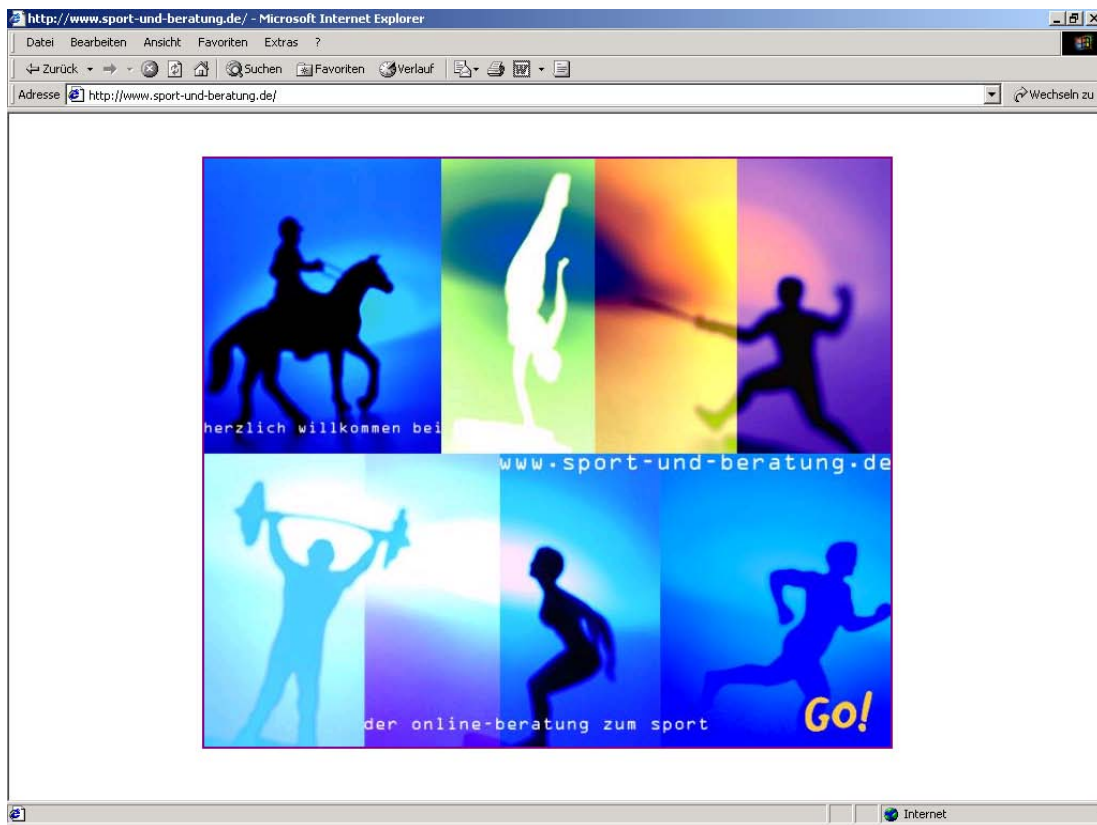 http://www.sport-und-beratung.de/ - Microsoft Internet Explorer
Datei Bearbeiten Ansicht Favoriten Extras ?
Zurück Suchen Favoriten Verlauf
Adresse http://www.sport-und-beratung.de/ Wechseln zu
herzlich willkommen bei
www.sport-und-beratung.de
der online-beratung zum sport
Go!
Internet